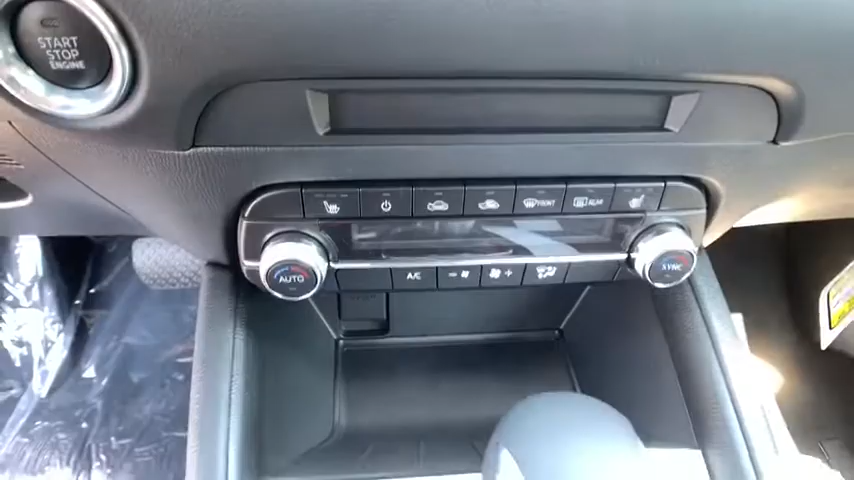 START
STOP
ENGINE
FRONT
REAR
AUTO
A/C
SYNC